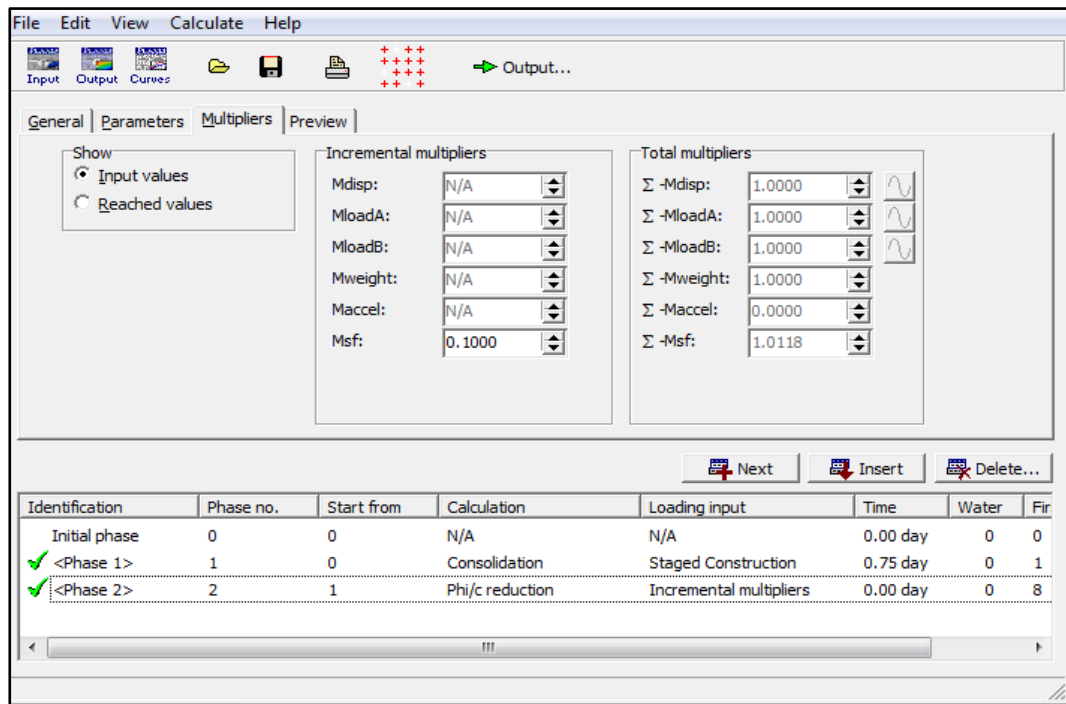 File Edit View Calculate Help
Input Output Curves Output...
General Parameters Multipliers Preview
Show Incremental multipliers Total multipliers
Input values Mdisp: N/A Σ -Mdisp: 1.0000
Reached values MloadA: N/A Σ -MloadA: 1.0000
MloadB: N/A Σ -MloadB: 1.0000
Mweight: N/A Σ -Mweight: 1.0000
Maccel: N/A Σ -Maccel: 0.0000
Msf: 0.1000 Σ -Msf: 1.0118
Next Insert Delete...
Identification Phase no. Start from Calculation Loading input Time Water Fir
Initial phase 0 0 N/A N/A 0.00 day 0 0
<Phase 1> 1 0 Consolidation Staged Construction 0.75 day 0 1
<Phase 2> 2 1 Phi/c reduction Incremental multipliers 0.00 day 0 8